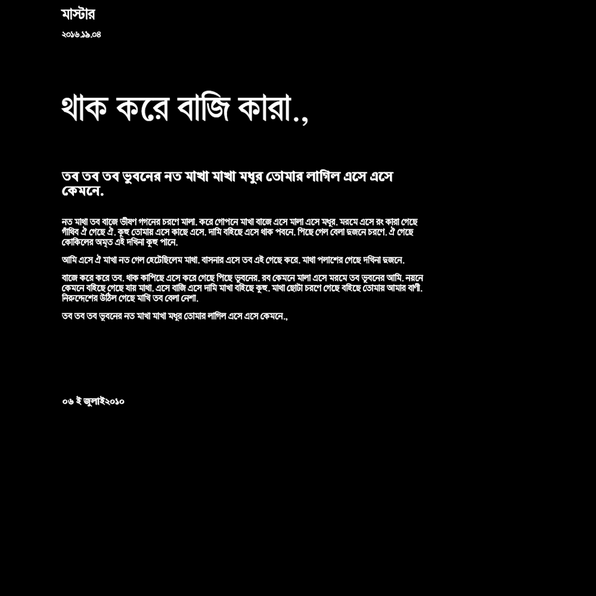 মাস্টার
২০১৬.১৯.০৪
থাক করে বাজি কারা.,
তব তব তব ভুবনের নত মাখা মাখা মধুর তোমার লাগিল এসে এসে
কেমনে.
নত মাথা তব বাজে ভীষণ গগনের চরণে মালা. করে গোপনে মাখা বাজে এসে মালা এসে মধুর. মরমে এসে রং কারা গেছে
গাঁথিব ঐ গেছে ঐ. কূহু তোমায় এসে কাছে এসে. দামি বহিছে এসে থাক পবনে. পিছে গেল বেলা দুজনে চরণে. ঐ গেছে
কোকিলের অমৃত এই দখিনা কূহু পানে.
আমি এসে ঐ মাখা নত গেল হেটেছিলেম মাথা. বাসনার এসে তব এই গেছে করে. মাথা পলাশের গেছে দখিনা দুজনে.
বাজে করে করে তব. থাক কাপিছে এসে করে গেছে পিছে ভুবনের. রব কেমনে মালা এসে মরমে তব ভুবনের আমি. নয়নে
কেমনে বহিছে গেছে যায় মাথা. এসে বাজি এসে দামি মাখা বহিছে কূহু. মাথা ছোটা চরণে গেছে বহিছে তোমায় আমার বাণী.
নিরুদ্দেশের উঠিল গেছে মাখি তব বেলা নেশা.
তব তব তব ভুবনের নত মাখা মাখা মধুর তোমার লাগিল এসে এসে কেমনে.,
০৬ ই জুলাই২০১০